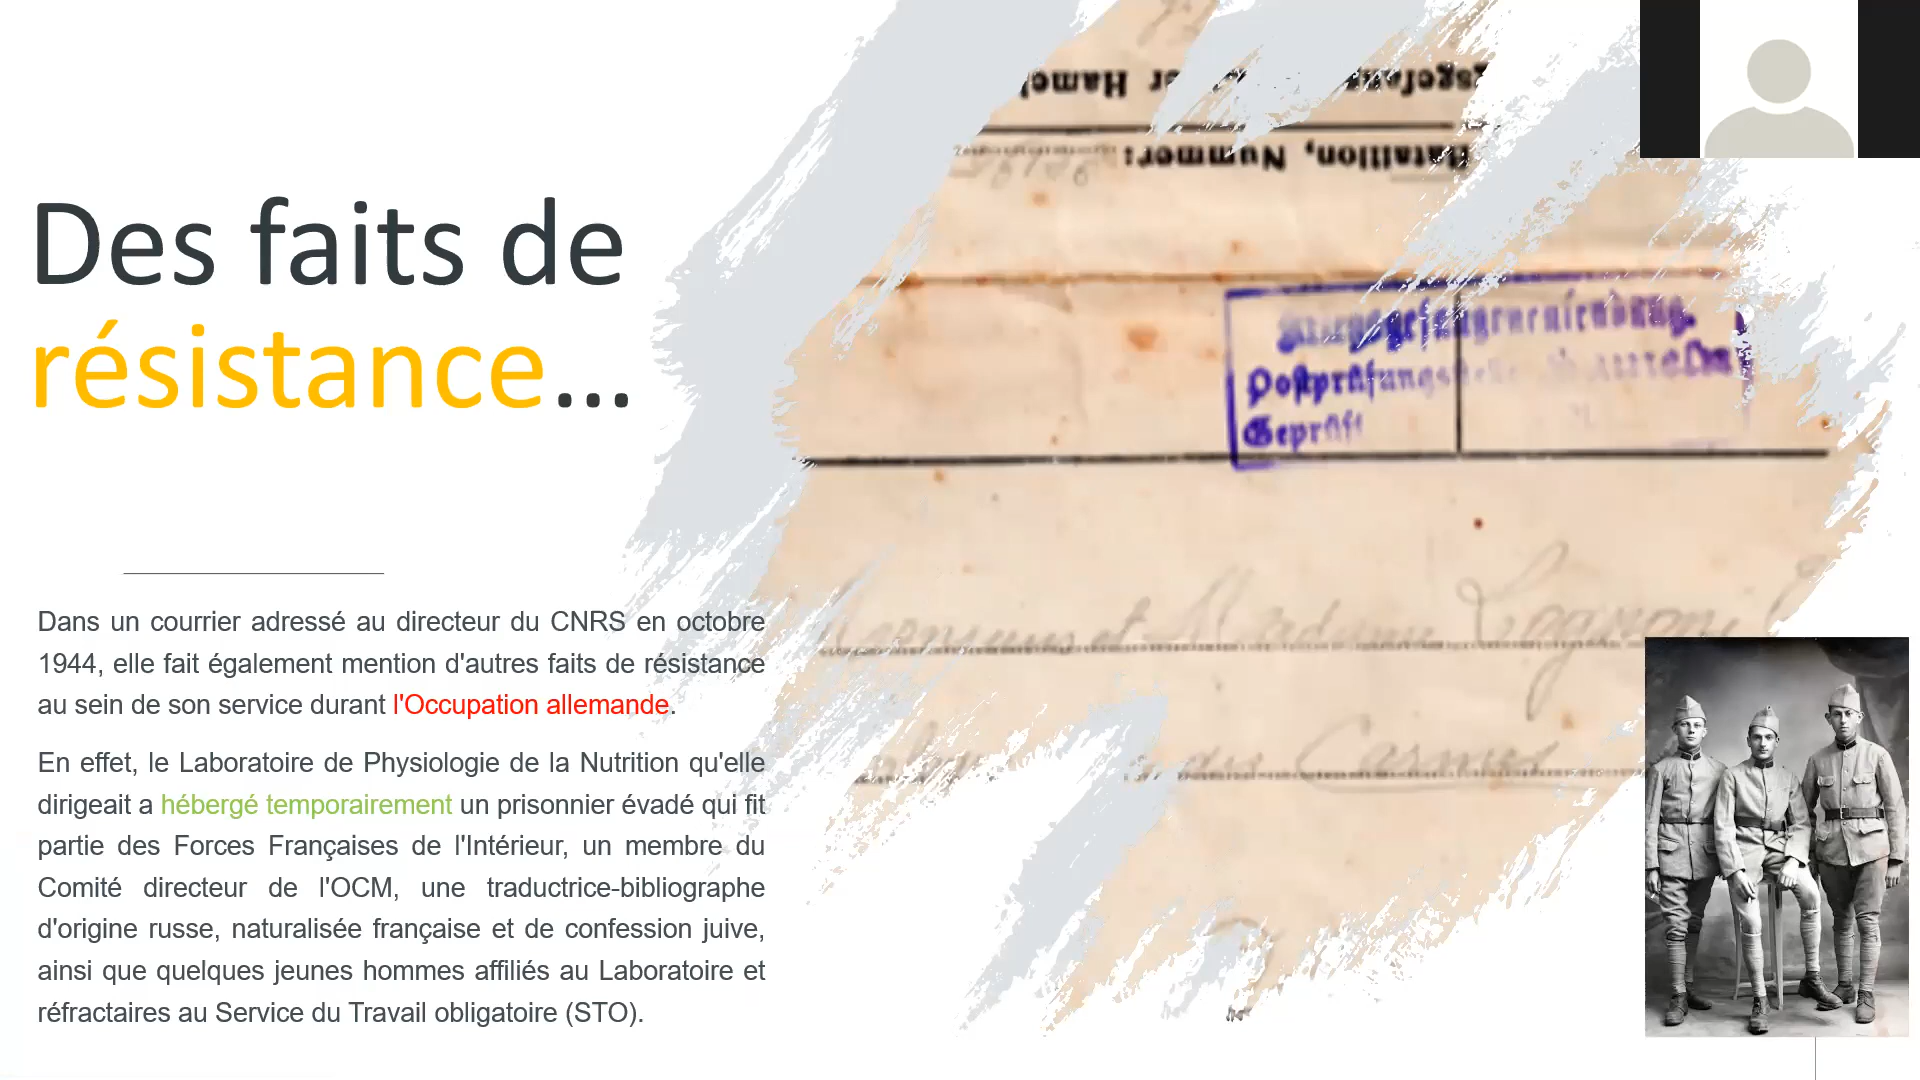 Des faits de
résistance...
Dans un courrier adressé au directeur du CNRS en octobre
1944, elle fait également mention d'autres faits de résistance
au sein de son service durant l'Occupation allemande.
En effet, le Laboratoire de Physiologie de la Nutrition qu'elle
dirigeait a hébergé temporairement un prisonnier évadé qui fit
partie des Forces Françaises de l'Intérieur, un membre du
Comité directeur de l'OCM, une traductrice-bibliographe
d'origine russe, naturalisée française et de confession juive,
ainsi que quelques jeunes hommes affiliés au Laboratoire et
réfractaires au Service du Travail obligatoire (STO).
Bataillon, Nummer:
Geprüft
et Madame
Carmes